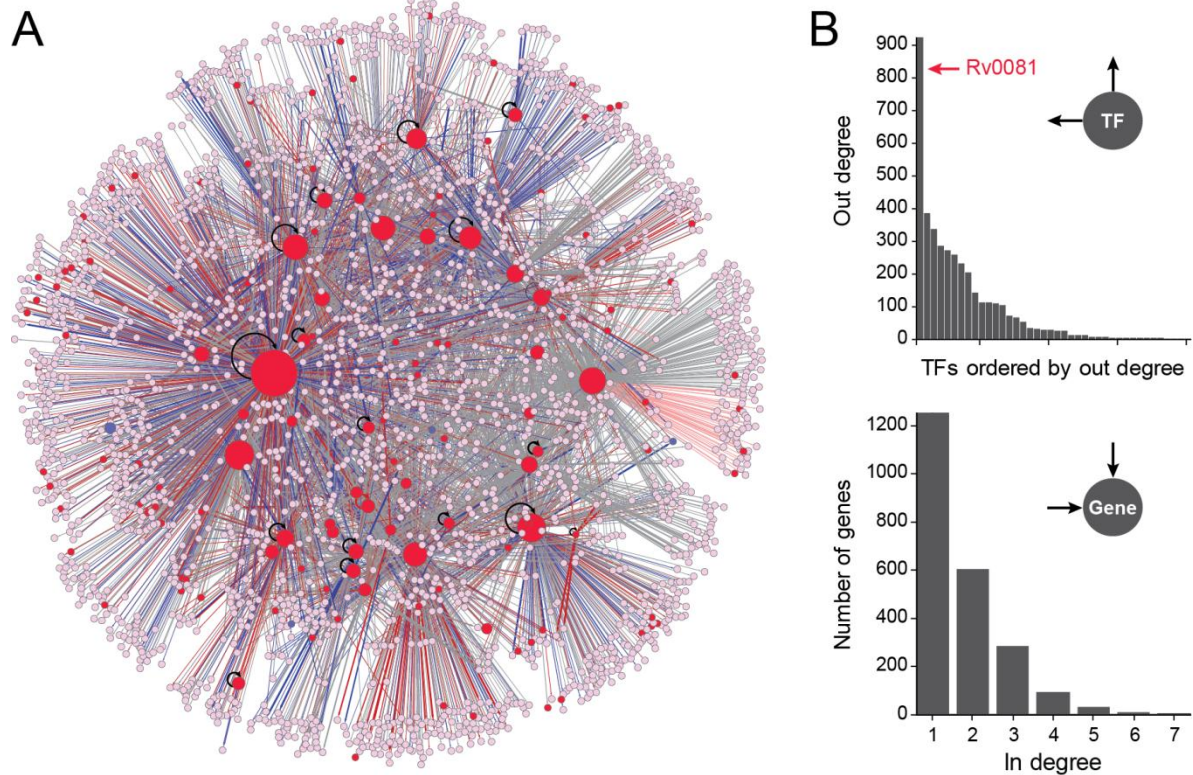 A
B
Out degree
900
800
700
600
500
400
300
200
100
0
Rv0081
TF
TFs ordered by out degree
Number of genes
1200
1000
800
600
400
200
0
Gene
1 2 3 4 5 6 7
In degree